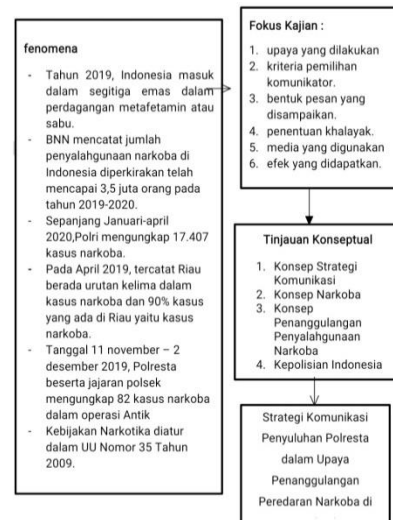 fenomena
- Tahun 2019, Indonesia masuk
dalam segitiga emas dalam
perdagangan metafetamin atau
sabu.
- BNN mencatat jumlah
penyalahgunaan narkoba di
Indonesia diperkirakan telah
mencapai 3,5 juta orang pada
tahun 2019-2020.
- Sepanjang Januari-april
2020,Polri mengungkap 17.407
kasus narkoba.
- Pada April 2019, tercatat Riau
berada urutan kelima dalam
kasus narkoba dan 90% kasus
yang ada di Riau yaitu kasus
narkoba.
- Tanggal 11 november – 2
desember 2019, Polresta
beserta jajaran polsek
mengungkap 82 kasus narkoba
dalam operasi Antik
- Kebijakan Narkotika diatur
dalam UU Nomor 35 Tahun
2009.
Fokus Kajian :
1. upaya yang dilakukan
2. kriteria pemilihan
komunikator.
3. bentuk pesan yang
disampaikan.
4. penentuan khalayak.
5. media yang digunakan
6. efek yang didapatkan.
Tinjauan Konseptual
1. Konsep Strategi
Komunikasi
2. Konsep Narkoba
3. Konsep
Penanggulangan
Penyalahgunaan
Narkoba
4. Kepolisian Indonesia
Strategi Komunikasi
Penyuluhan Polresta
dalam Upaya
Penanggulangan
Peredaran Narkoba di